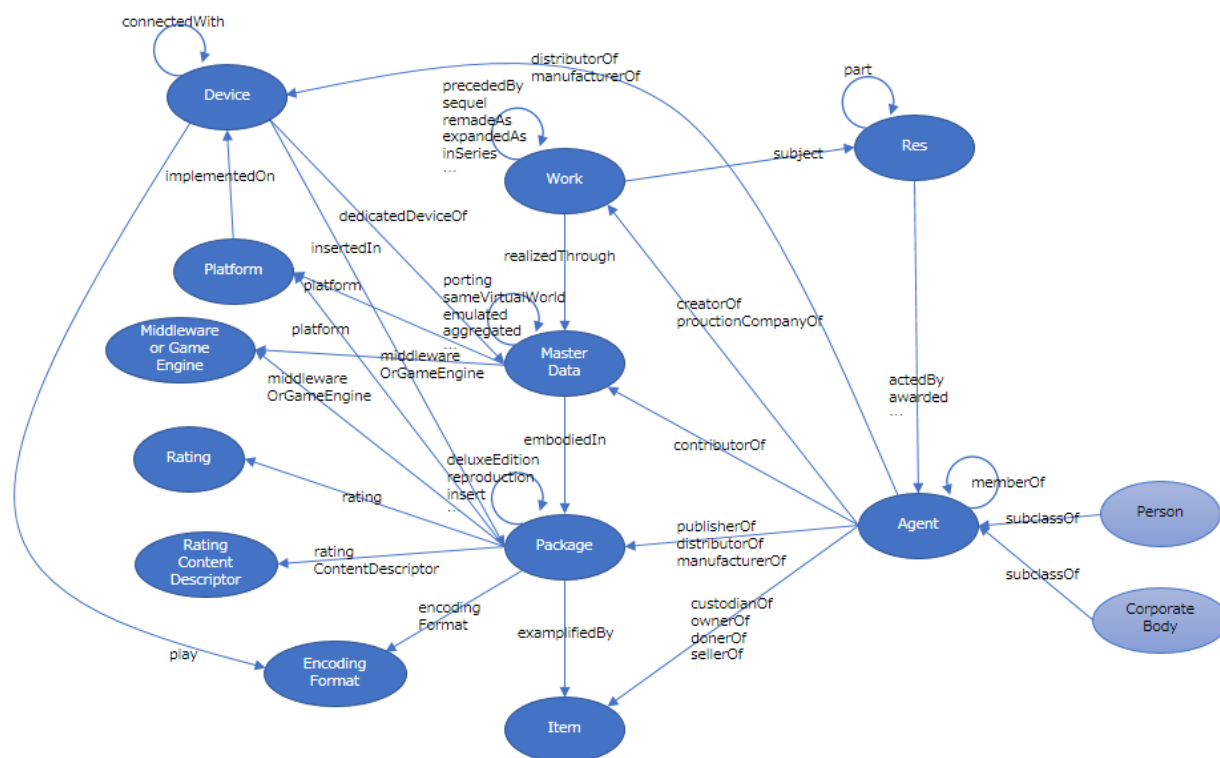 connectedWith
Device
distributorOf
manufacturerOf
precededBy
sequel
remadeAs
expandedAs
inSeries
...
Work
part
Res
subject
implementedOn
dedicatedDeviceOf
insertedIn
realizedThrough
Platform
platform
porting
sameVirtualWorld
emulated
aggregated
...
creatorOf
prouctionCompanyOf
Middleware
or Game
Engine
platform
middleware
OrGameEngine
Master
Data
middleware
OrGameEngine
actedBy
awarded
...
embodiedIn
contributorOf
Rating
rating
deluxeEdition
reproduction
insert
...
memberOf
Agent
subclassOf
Person
Package
publisherOf
distributorOf
manufacturerOf
Rating
Content
Descriptor
rating
ContentDescriptor
subclassOf
Corporate
Body
encoding
Format
examplifiedBy
custodianOf
ownerOf
donerOf
sellerOf
play
Encoding
Format
Item